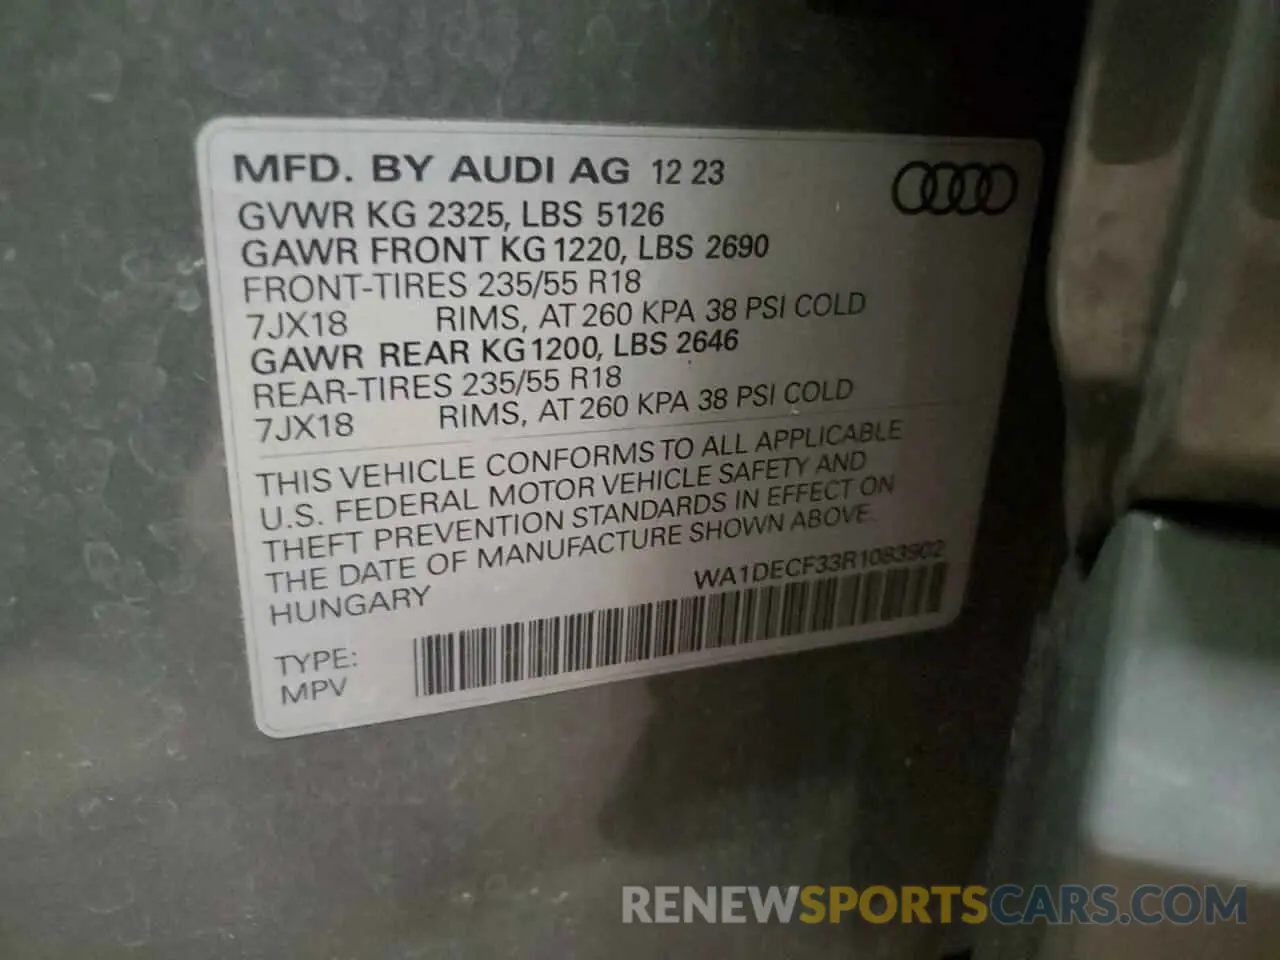 MFD. BY AUDI AG 12 23
GVWR KG 2325, LBS 5126
GAWR FRONT KG 1220, LBS 2690
FRONT-TIRES 235/55 R18
7JX18 RIMS, AT 260 KPA 38 PSI COLD
GAWR REAR KG 1200, LBS 2646
REAR-TIRES 235/55 R18
7JX18 RIMS, AT 260 KPA 38 PSI COLD
THIS VEHICLE CONFORMS TO ALL APPLICABLE
U.S. FEDERAL MOTOR VEHICLE SAFETY AND
THEFT PREVENTION STANDARDS IN EFFECT ON
THE DATE OF MANUFACTURE SHOWN ABOVE.
HUNGARY
WA1DECF33R1083902
TYPE:
MPV
RENEWSPORTSCARS.COM